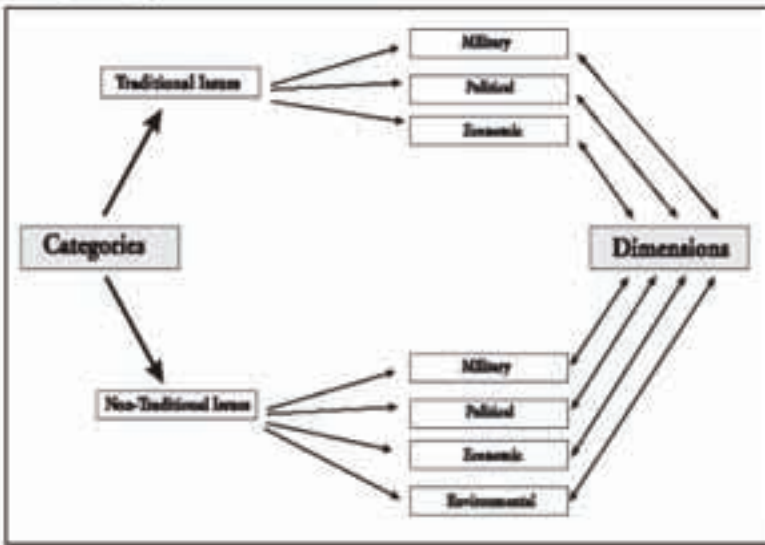 Military
Traditional Issues
Political
Economic
Categories
Dimensions
Military
Non-Traditional Issues
Political
Economic
Environmental